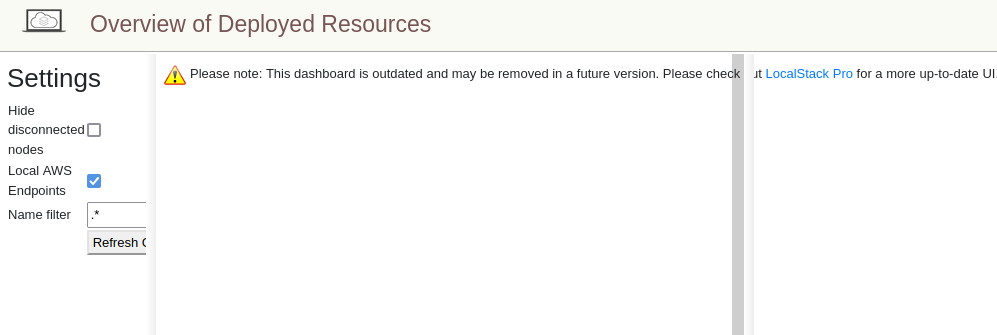 Overview of Deployed Resources
Settings
Hide
disconnected
nodes
Local AWS
Endpoints
Name filter
.*
Refresh
Please note: This dashboard is outdated and may be removed in a future version. Please check ut LocalStack Pro for a more up-to-date UI.